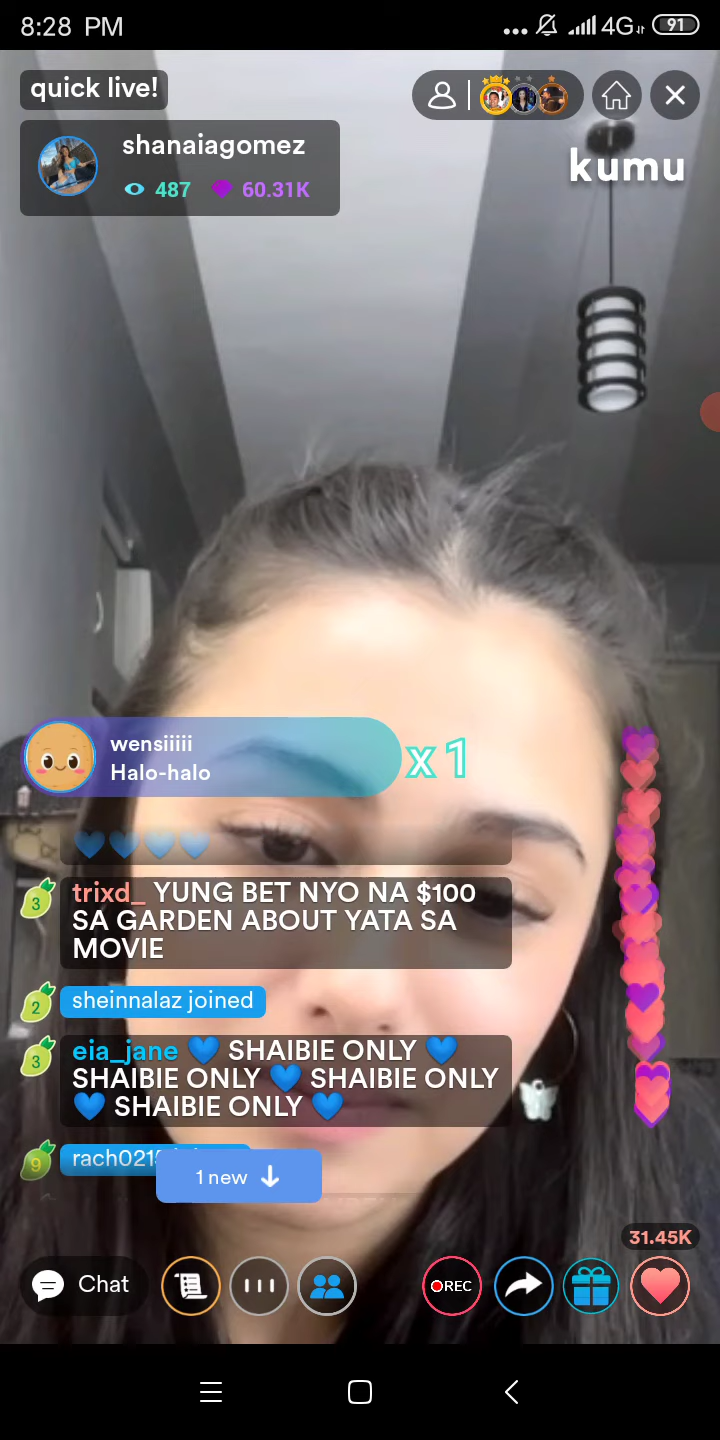 8:28 PM
4G
91
quick live!
shanaiagomez
487
60.31K
kumu
wensiiiii
Halo-halo
x1
💙💙💙💙
3
trixd_ YUNG BET NYO NA $100
SA GARDEN ABOUT YATA SA
MOVIE
2
sheinnalaz joined
3
eia_jane 💙 SHAIBIE ONLY 💙
SHAIBIE ONLY 💙 SHAIBIE ONLY
💙 SHAIBIE ONLY 💙
9
1 new
31.45K
Chat
REC